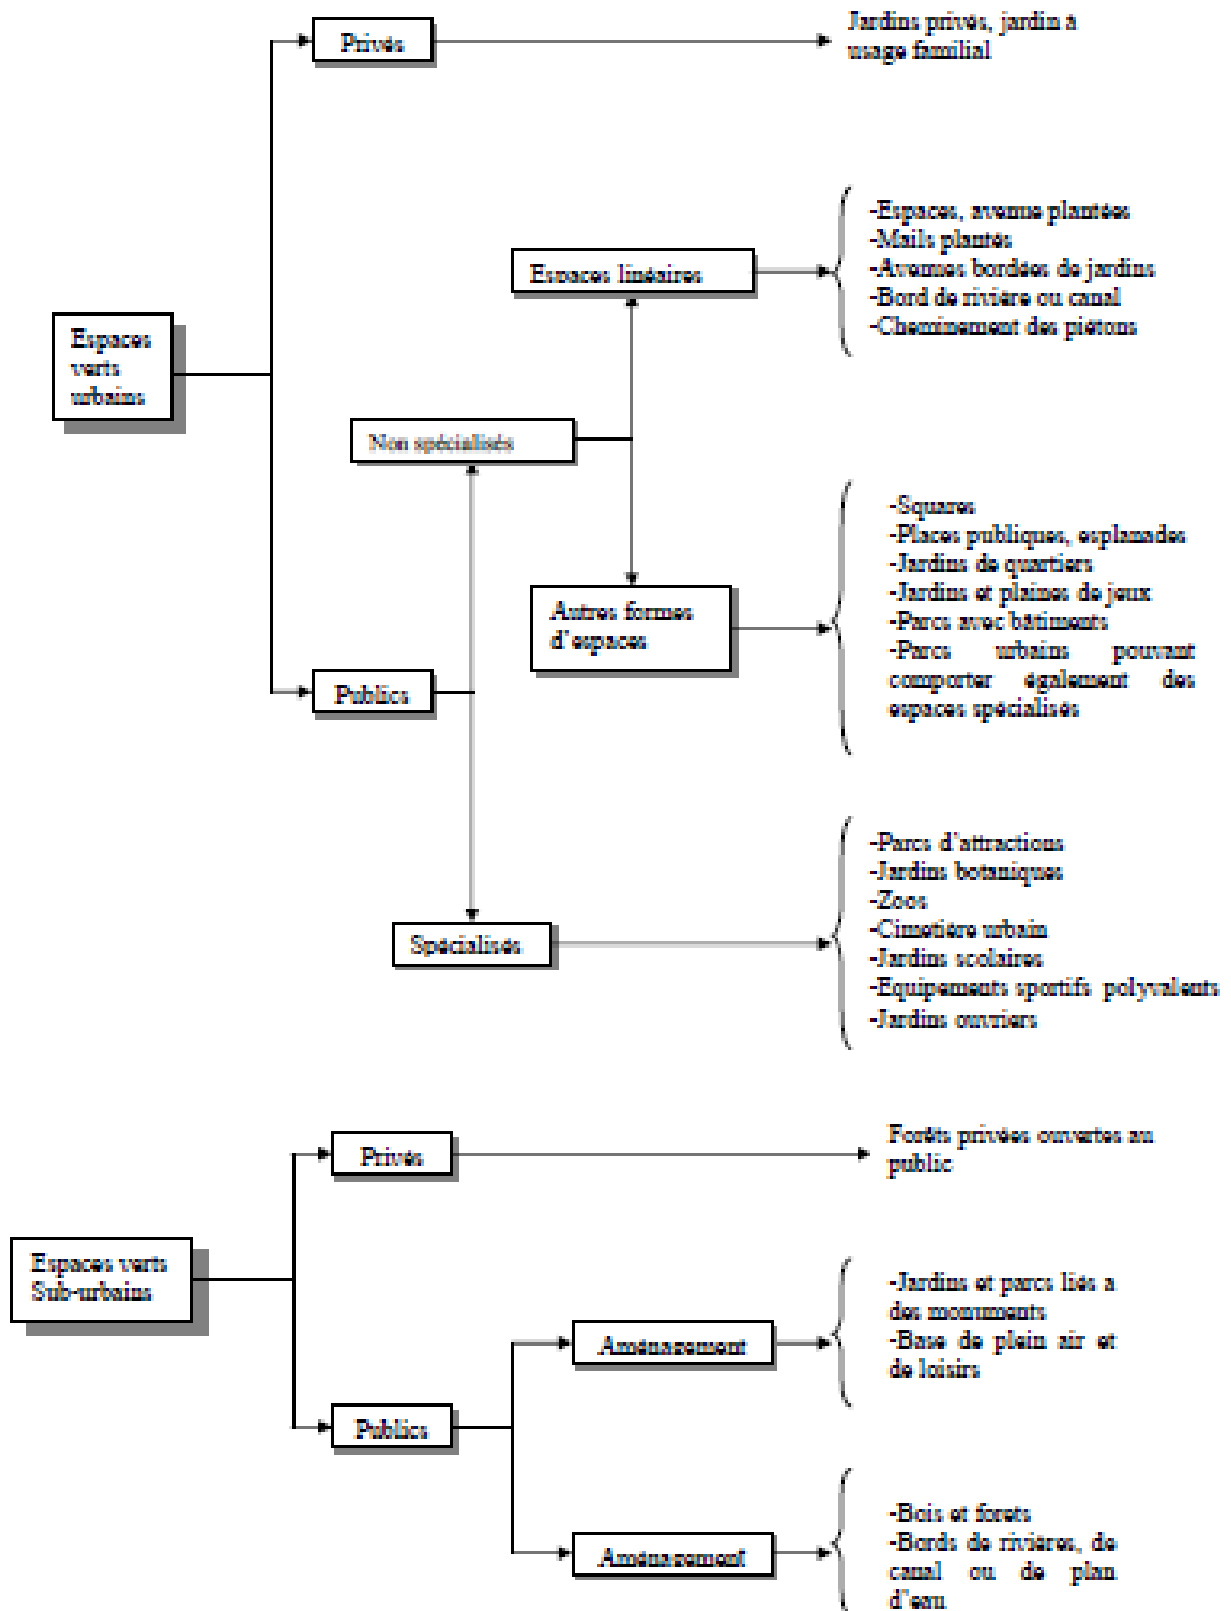 Privés
Jardins privés, jardin à
usage familial
Espaces linéaires
-Espaces, avenue plantées
-Mails plantés
-Avenues bordées de jardins
-Bord de rivière ou canal
-Cheminement des piétons
Espaces
verts
urbains
Non spécialisés
Autres formes
d'espaces
-Squares
-Places publiques, esplanades
-Jardins de quartiers
-Jardins et plaines de jeux
-Parcs avec bâtiments
-Parcs urbains pouvant
comporter également des
espaces spécialisés
Publics
Spécialisés
-Parcs d'attractions
-Jardins botaniques
-Zoos
-Cimetière urbain
-Jardins scolaires
-Equipements sportifs polyvalents
-Jardins ouvriers
Privés
Forêts privées ouvertes au
public
Espaces verts
Sub-urbains
Aménagement
-Jardins et parcs liés a
des monuments
-Base de plein air et
de loisirs
Publics
Aménagement
-Bois et forets
-Bords de rivières, de
canal ou de plan
d'eau